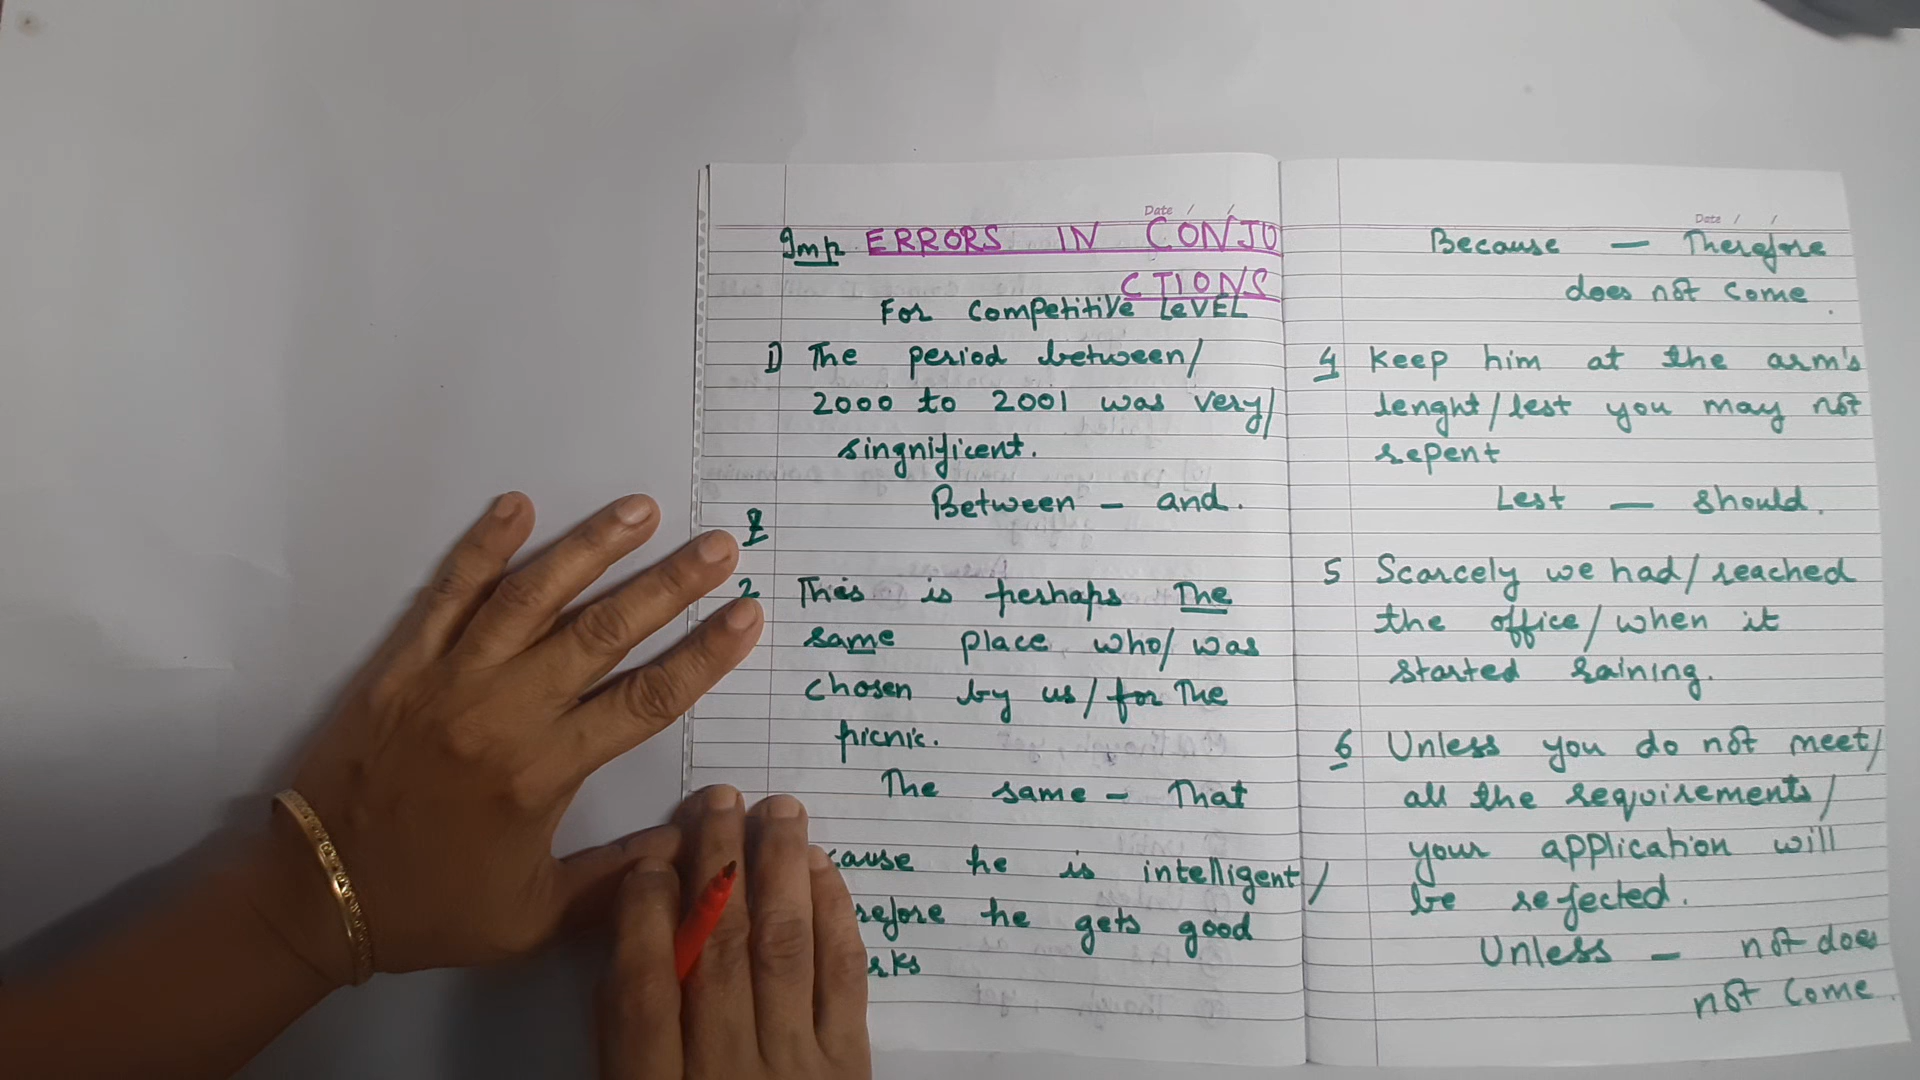 Date / /
Imp ERRORS IN CONJU
CTIONS
For Competitive LeVEL
1) The period between/
2000 to 2001 was very/
singnificent.
Between — and.
2 This is perhaps The
same place who/ was
chosen by us/ for The
picnic.
The same — That
cause he is intelligent/
refore he gets good
rks
Date / /
Because — Therefore
does not come.
4 Keep him at the arm's
lenght/lest you may not
repent
Lest — should.
5 Scarcely we had/ reached
the office/ when it
started raining.
6 Unless you do not meet/
all the requirements/
your application will
be rejected.
Unless — not does
not come.